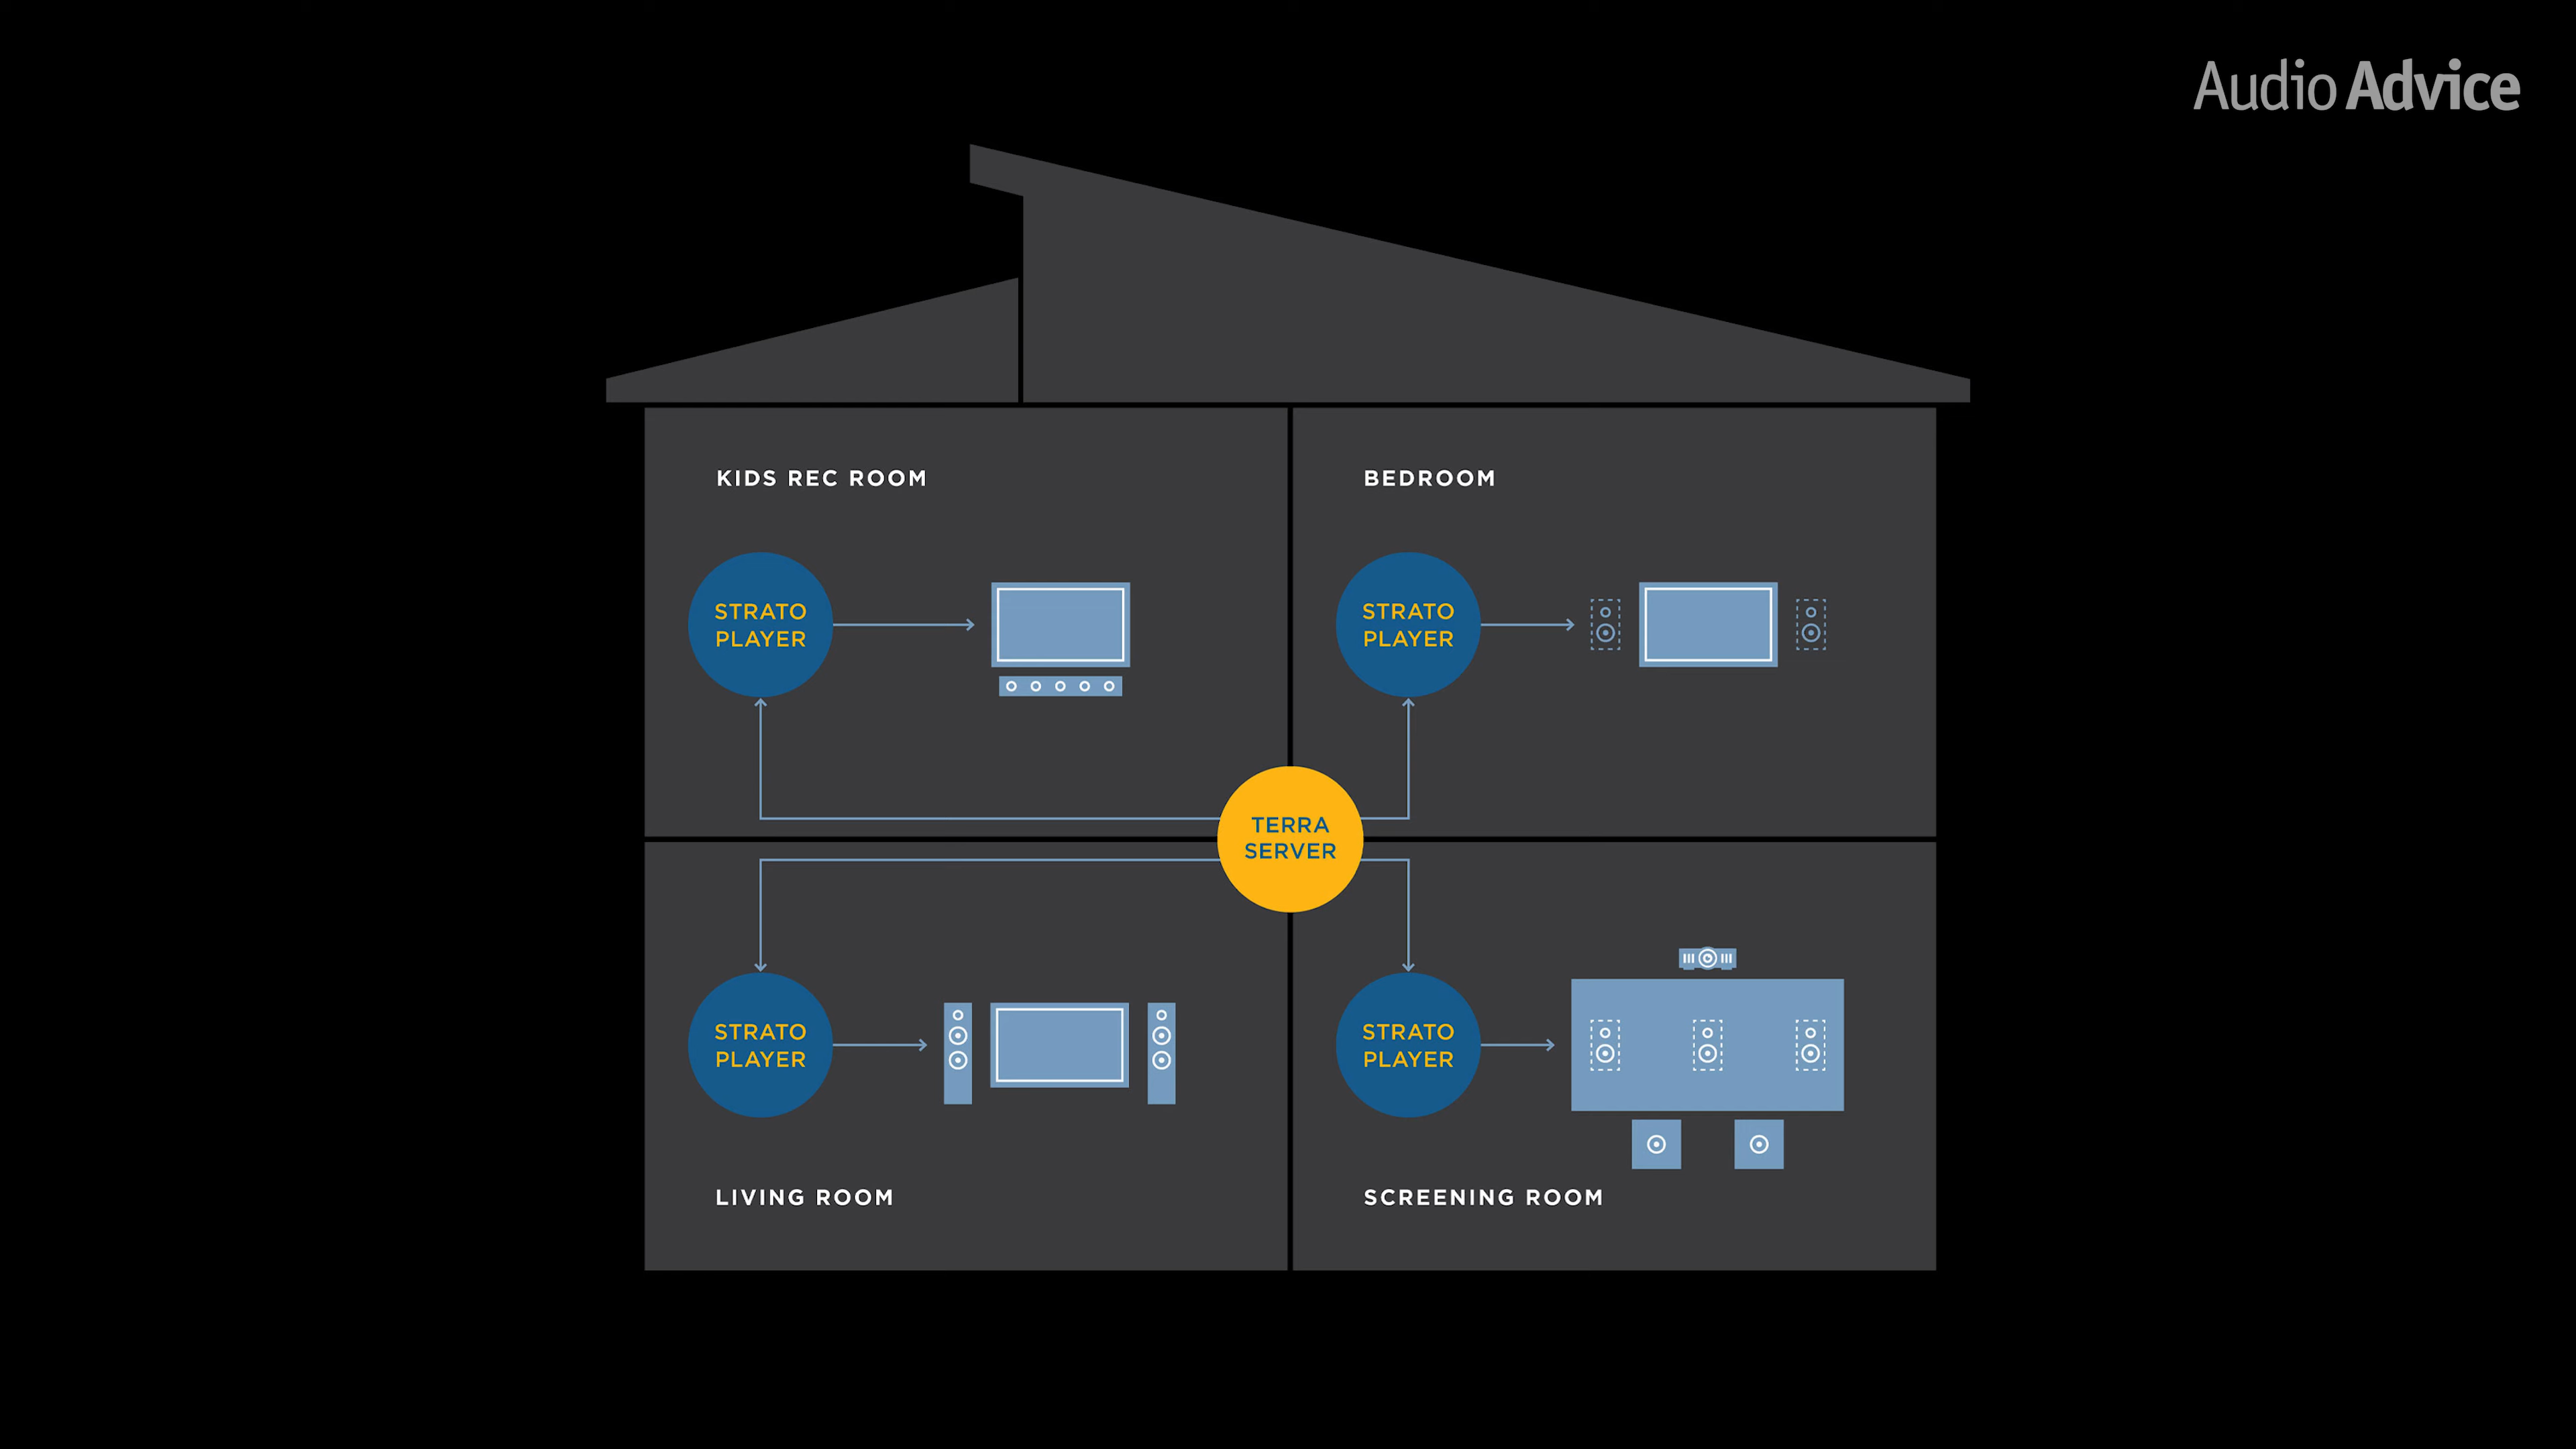 Audio Advice
KIDS REC ROOM
BEDROOM
STRATO
PLAYER
STRATO
PLAYER
TERRA
SERVER
STRATO
PLAYER
STRATO
PLAYER
LIVING ROOM
SCREENING ROOM